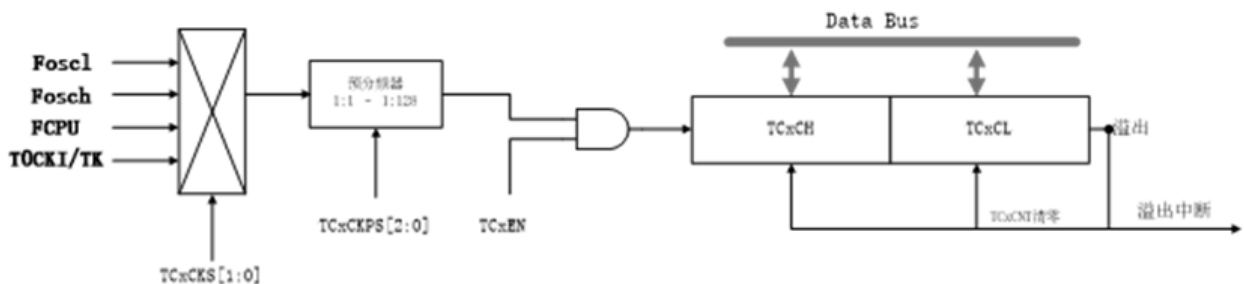 Data Bus
Foscl
Fosch
FCPU
T0CKI/TK
预分频器
1:1 - 1:128
TCxCH
TCxCL
溢出
TCxCKPS[2:0]
TCxEN
TCxCNT清零
溢出中断
TCxCKS[1:0]